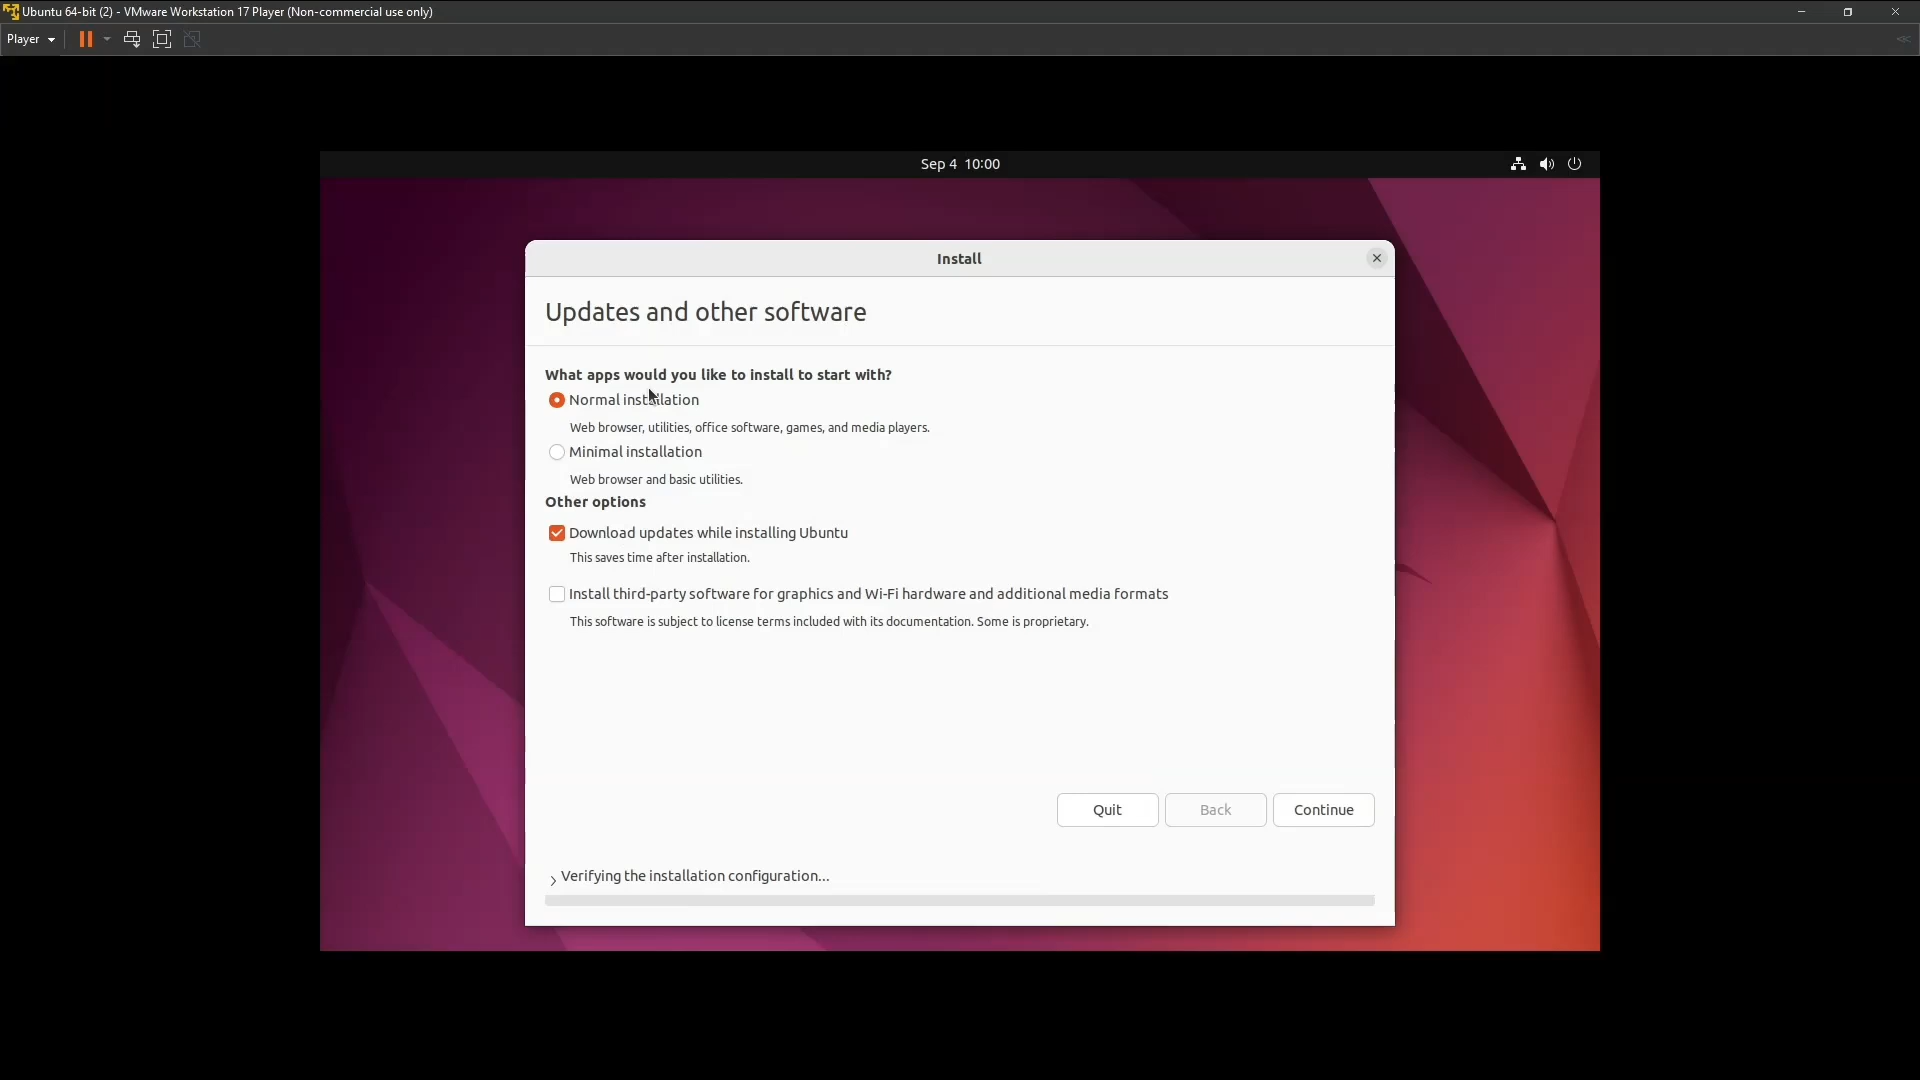 Ubuntu 64-bit (2) - VMware Workstation 17 Player (Non-commercial use only)
Player
Sep 4 10:00
Install
Updates and other software
What apps would you like to install to start with?
Normal installation
Web browser, utilities, office software, games, and media players.
Minimal installation
Web browser and basic utilities.
Other options
Download updates while installing Ubuntu
This saves time after installation.
Install third-party software for graphics and Wi-Fi hardware and additional media formats
This software is subject to license terms included with its documentation. Some is proprietary.
Quit Back Continue
Verifying the installation configuration...